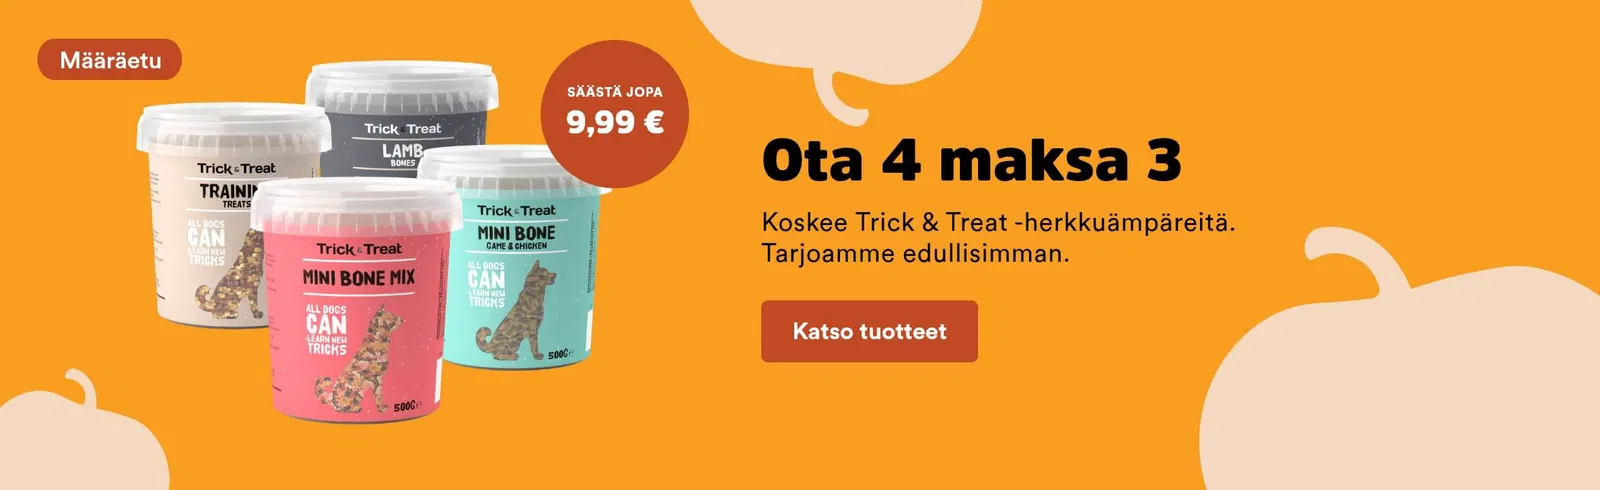 Määräetu
SÄÄSTÄ JOPA
9,99 €
Ota 4 maksa 3
Koskee Trick & Treat -herkkuämpäreitä.
Tarjoamme edullisimman.
Katso tuotteet
Trick & Treat
LAMB
BONES
Trick & Treat
TREATS
ALL DOGS
CAN
-LEARN NEW
TRICKS
Trick & Treat
MINI BONE
GAME & CHICKEN
ALL DOGS
CAN
-LEARN NEW
TRICKS
500G℮
Trick & Treat
MINI BONE MIX
ALL DOGS
CAN
-LEARN NEW
TRICKS
500G℮